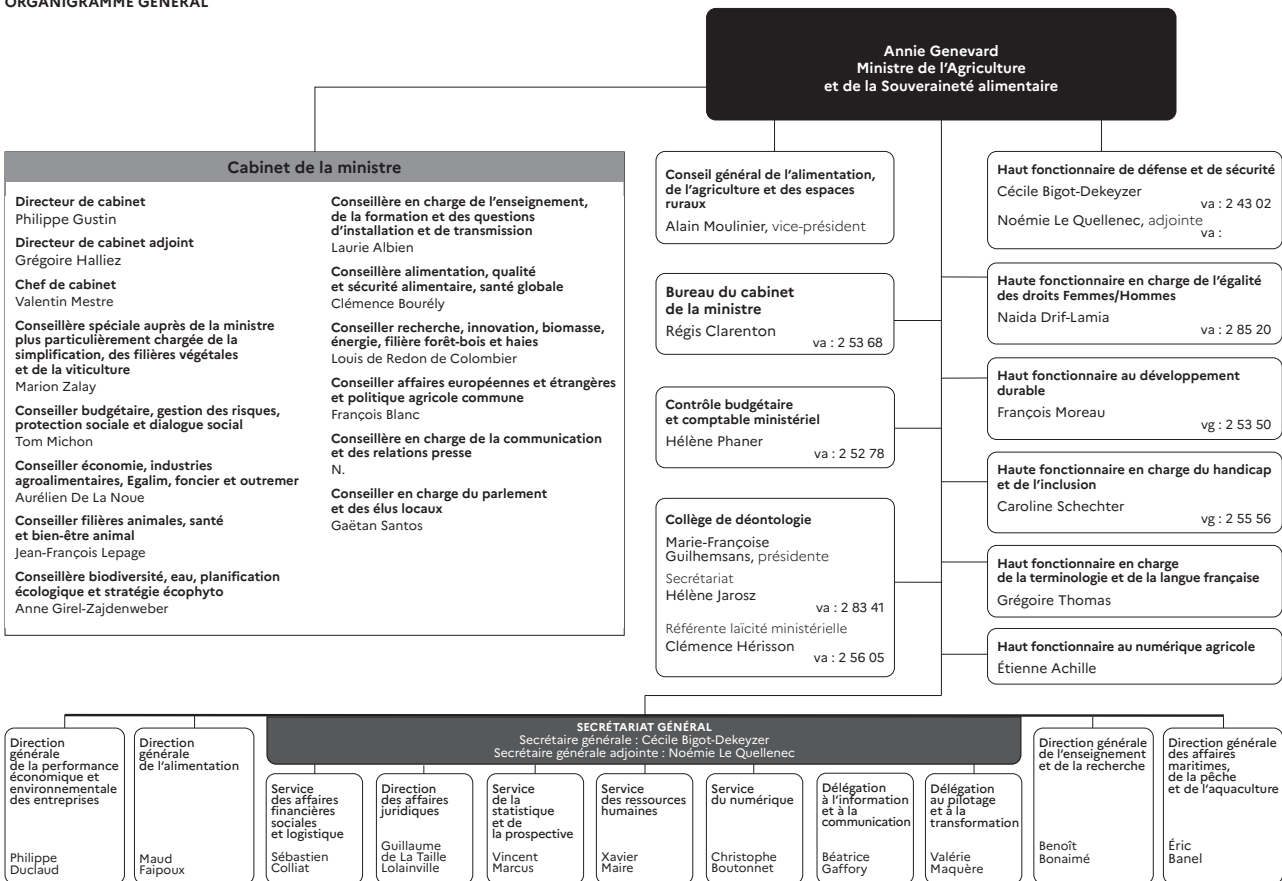 ORGANIGRAMME GÉNÉRAL
Annie Genevard
Ministre de l’Agriculture
et de la Souveraineté alimentaire
Cabinet de la ministre
Directeur de cabinet
Philippe Gustin
Directeur de cabinet adjoint
Grégoire Halliez
Chef de cabinet
Valentin Mestre
Conseillère spéciale auprès de la ministre
plus particulièrement chargée de la
simplification, des filières végétales
et de la viticulture
Marion Zalay
Conseiller budgétaire, gestion des risques,
protection sociale et dialogue social
Tom Michon
Conseiller économie, industries
agroalimentaires, Egalim, foncier et outremer
Aurélien De La Noue
Conseiller filières animales, santé
et bien-être animal
Jean-François Lepage
Conseillère biodiversité, eau, planification
écologique et stratégie écophyto
Anne Girel-Zajdenweber
Conseillère en charge de l’enseignement,
de la formation et des questions
d’installation et de transmission
Laurie Albien
Conseillère alimentation, qualité
et sécurité alimentaire, santé globale
Clémence Bourély
Conseiller recherche, innovation, biomasse,
énergie, filière forêt-bois et haies
Louis de Redon de Colombier
Conseiller affaires européennes et étrangères
et politique agricole commune
François Blanc
Conseillère en charge de la communication
et des relations presse
N.
Conseiller en charge du parlement
et des élus locaux
Gaëtan Santos
Conseil général de l’alimentation,
de l’agriculture et des espaces
ruraux
Alain Moulinier, vice-président
Bureau du cabinet
de la ministre
Régis Clarenton
va : 2 53 68
Contrôle budgétaire
et comptable ministériel
Hélène Phaner
va : 2 52 78
Collège de déontologie
Marie-Françoise
Guilhemsans, présidente
Secrétariat
Hélène Jarosz
va : 2 83 41
Référente laïcité ministérielle
Clémence Hérisson
va : 2 56 05
Haut fonctionnaire de défense et de sécurité
Cécile Bigot-Dekeyzer
va : 2 43 02
Noémie Le Quellenec, adjointe
va :
Haute fonctionnaire en charge de l’égalité
des droits Femmes/Hommes
Naida Drif-Lamia
va : 2 85 20
Haut fonctionnaire au développement
durable
François Moreau
vg : 2 53 50
Haute fonctionnaire en charge du handicap
et de l’inclusion
Caroline Schechter
vg : 2 55 56
Haut fonctionnaire en charge
de la terminologie et de la langue française
Grégoire Thomas
Haut fonctionnaire au numérique agricole
Étienne Achille
Direction
générale
de la performance
économique et
environnementale
des entreprises
Philippe
Duclaud
Direction
générale
de l’alimentation
Maud
Faipoux
SECRÉTARIAT GÉNÉRAL
Secrétaire générale : Cécile Bigot-Dekeyzer
Secrétaire générale adjointe : Noémie Le Quellenec
Service
des affaires
financières
sociales
et logistique
Sébastien
Colliat
Direction
des affaires
juridiques
Guillaume
de La Taille
Lolainville
Service
de la
statistique
et de
la prospective
Vincent
Marcus
Service
des ressources
humaines
Xavier
Maire
Service
du numérique
Christophe
Boutonnet
Délégation
à l’information
et à la
communication
Béatrice
Gaffory
Délégation
au pilotage
et à la
transformation
Valérie
Maquère
Direction générale
de l’enseignement
et de la recherche
Benoît
Bonaimé
Direction générale
des affaires
maritimes,
de la pêche
et de l’aquaculture
Éric
Banel